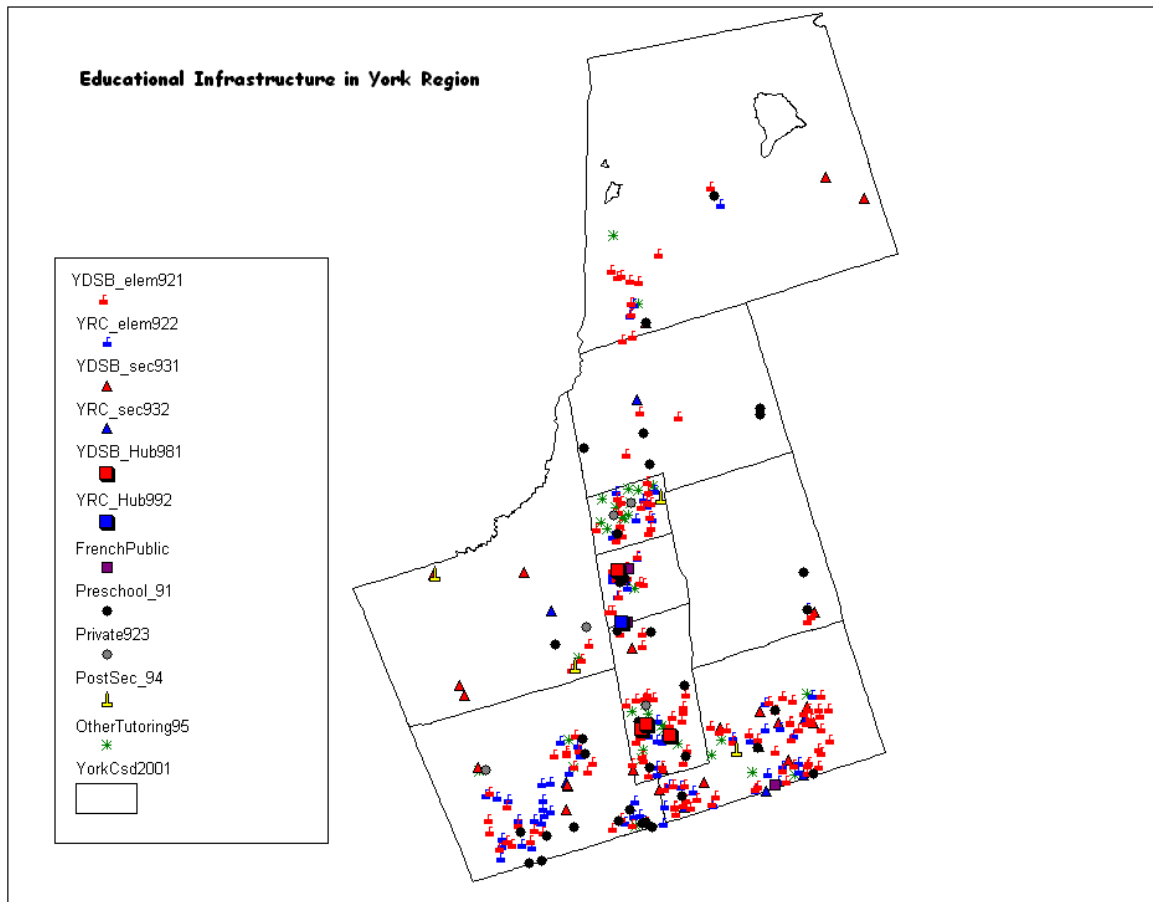 Educational Infrastructure in York Region
YDSB_elem921
YRC_elem922
YDSB_sec931
YRC_sec932
YDSB_Hub981
YRC_Hub992
FrenchPublic
Preschool_91
Private923
PostSec_94
OtherTutoring95
YorkCsd2001